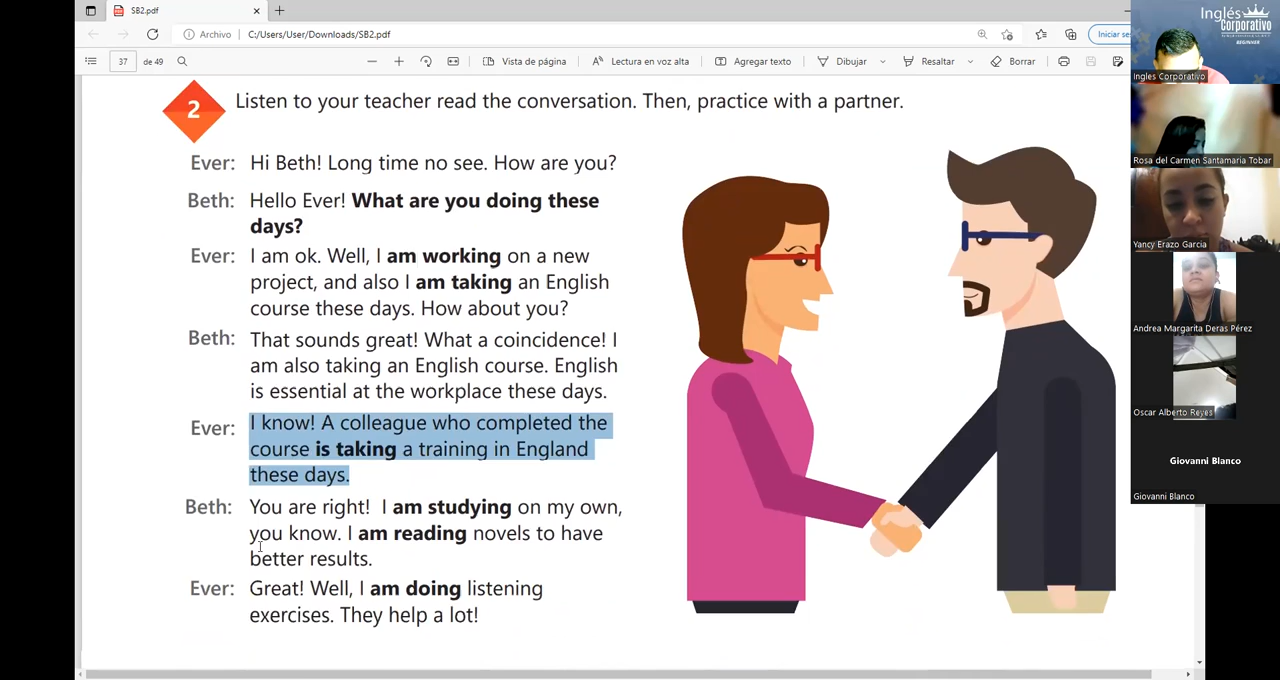 SB2.pdf
Archivo
C:/Users/User/Downloads/SB2.pdf
Iniciar
37
de 49
Vista de página
Lectura en voz alta
Agregar texto
Dibujar
Resaltar
Borrar
2
Listen to your teacher read the conversation. Then, practice with a partner.
Ever: Hi Beth! Long time no see. How are you?
Beth: Hello Ever! What are you doing these
days?
Ever: I am ok. Well, I am working on a new
project, and also I am taking an English
course these days. How about you?
Beth: That sounds great! What a coincidence! I
am also taking an English course. English
is essential at the workplace these days.
Ever: I know! A colleague who completed the
course is taking a training in England
these days.
Beth: You are right! I am studying on my own,
you know. I am reading novels to have
better results.
Ever: Great! Well, I am doing listening
exercises. They help a lot!
Inglés
Corporativo
BEGINNER
Ingles Corporativo
Rosa del Carmen Santamaria Tobar
Yancy Erazo Garcia
Andrea Margarita Deras Pérez
Oscar Alberto Reyes
Giovanni Blanco
Giovanni Blanco